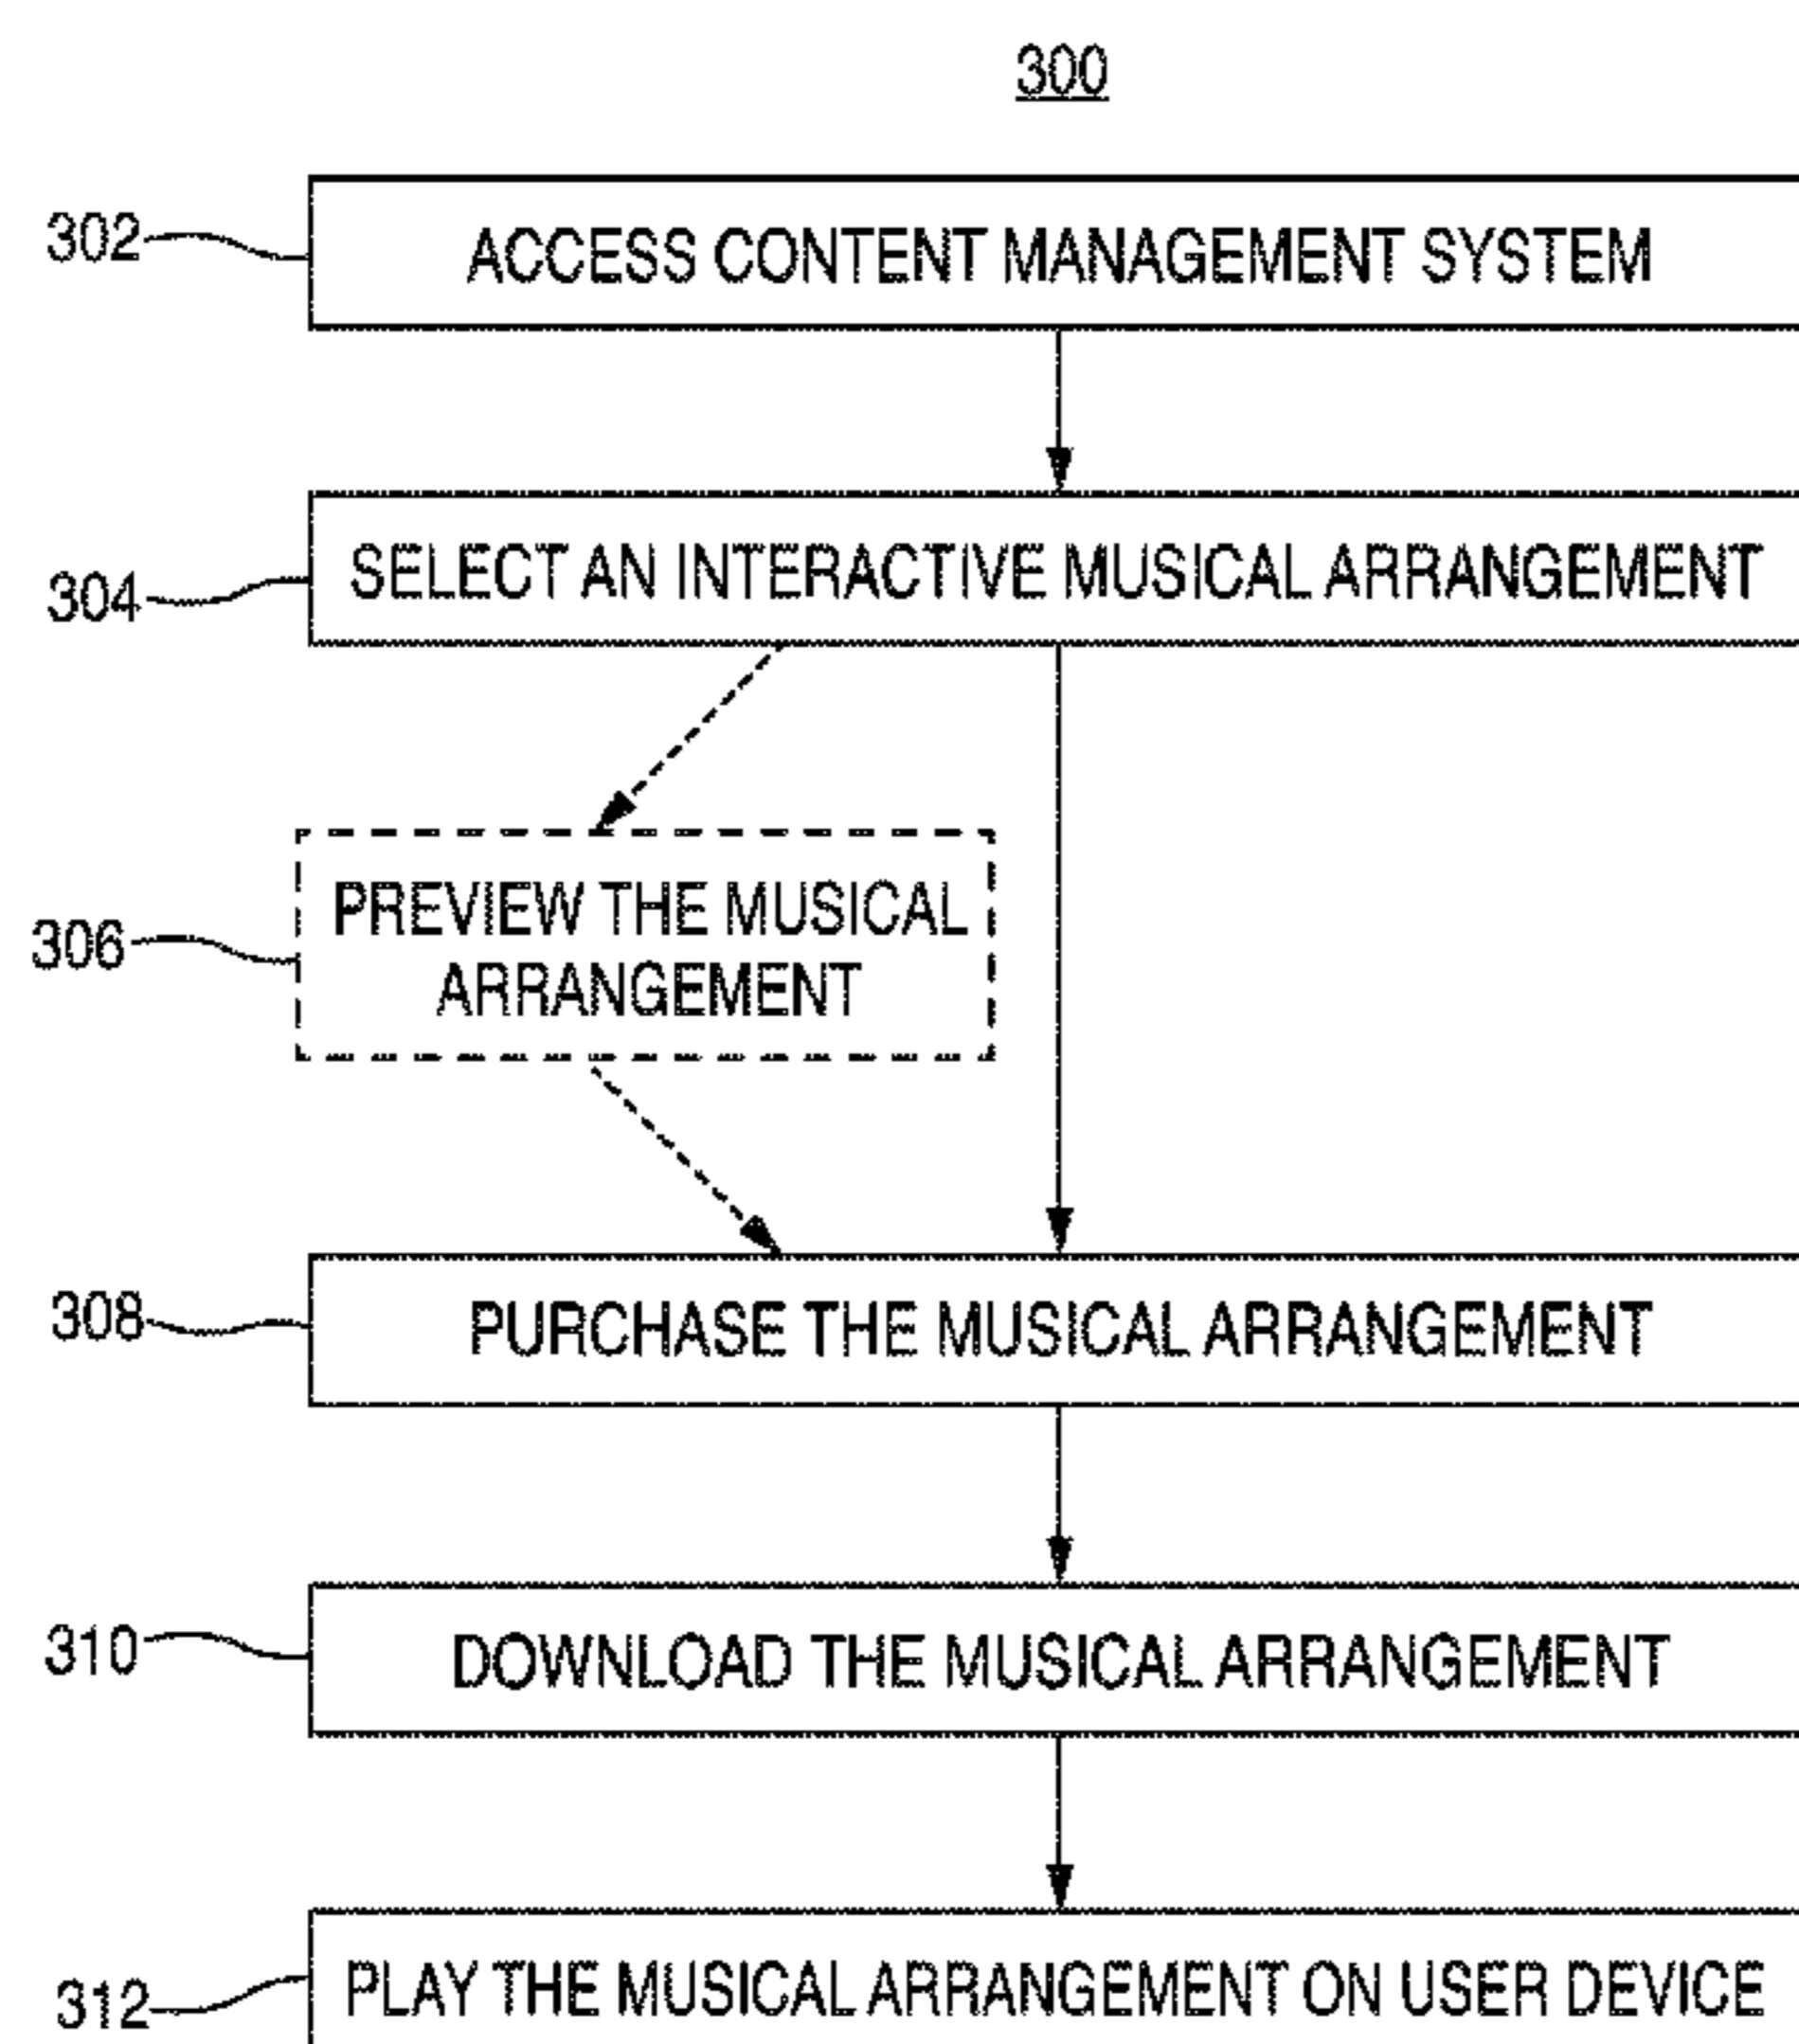 300
302
ACCESS CONTENT MANAGEMENT SYSTEM
304
SELECT AN INTERACTIVE MUSICAL ARRANGEMENT
306
PREVIEW THE MUSICAL
ARRANGEMENT
308
PURCHASE THE MUSICAL ARRANGEMENT
310
DOWNLOAD THE MUSICAL ARRANGEMENT
312
PLAY THE MUSICAL ARRANGEMENT ON USER DEVICE